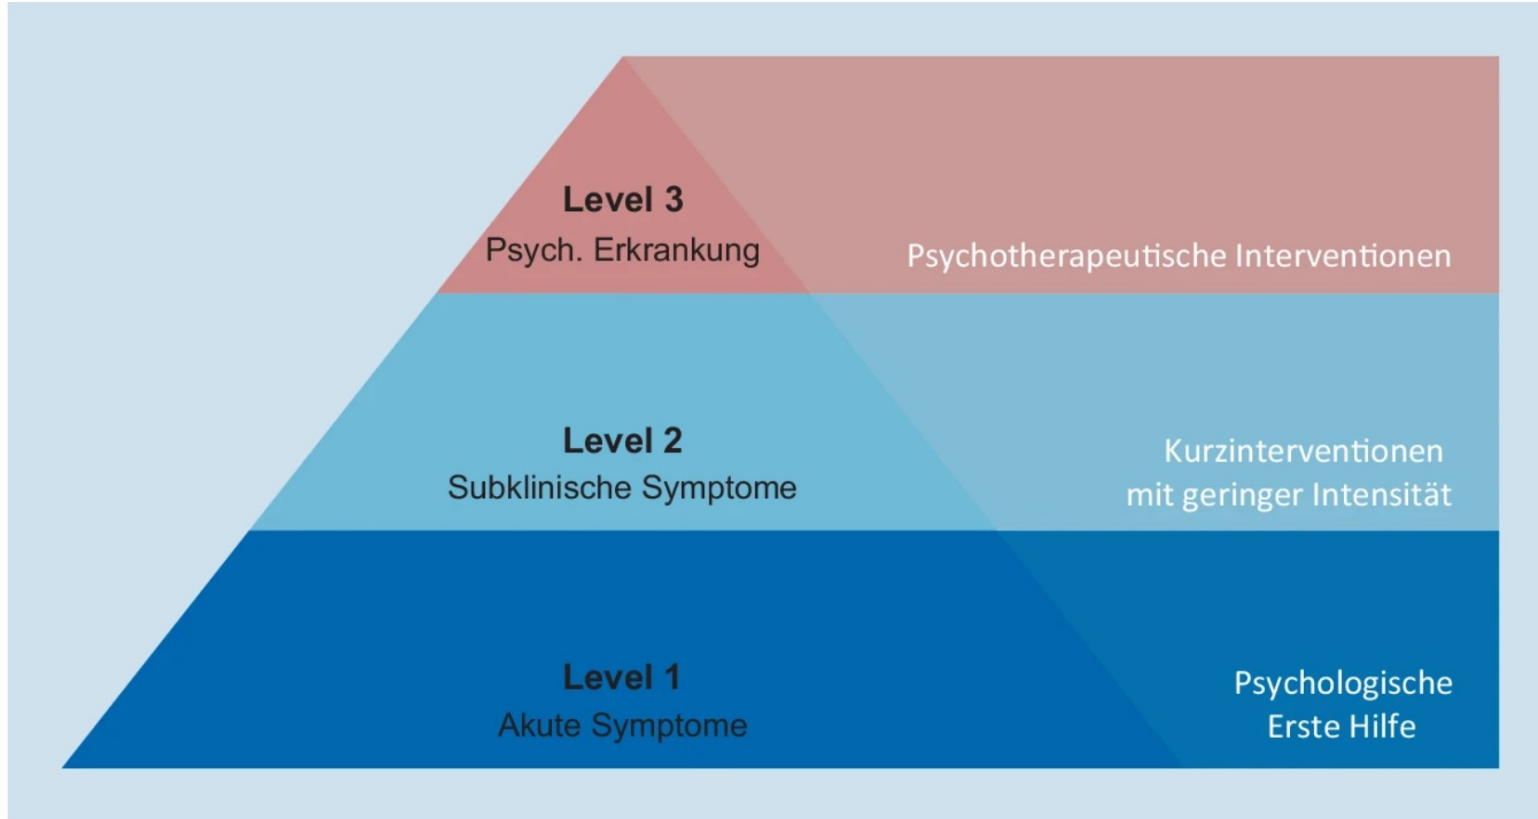 Level 3
Psych. Erkrankung
Psychotherapeutische Interventionen
Level 2
Subklinische Symptome
Kurzinterventionen
mit geringer Intensität
Level 1
Akute Symptome
Psychologische
Erste Hilfe